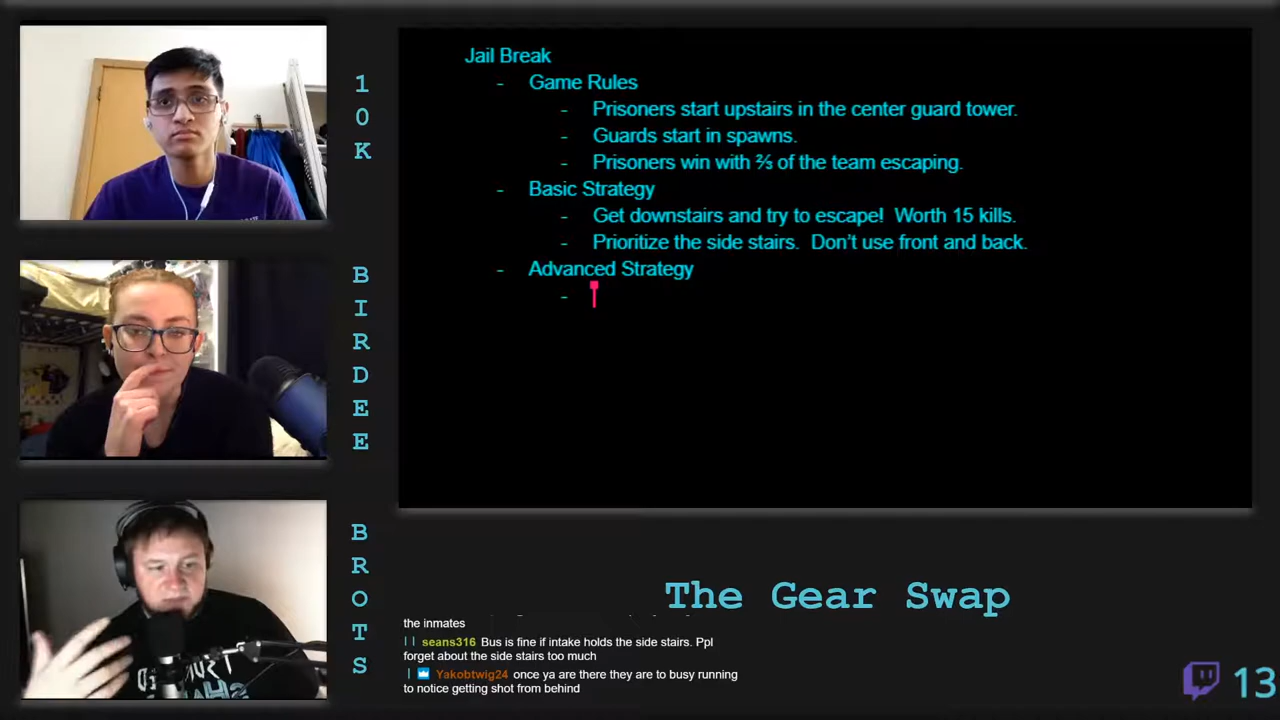 10K
Jail Break
- Game Rules
- Prisoners start upstairs in the center guard tower.
- Guards start in spawns.
- Prisoners win with ⅔ of the team escaping.
- Basic Strategy
- Get downstairs and try to escape!  Worth 15 kills.
- Prioritize the side stairs.  Don't use front and back.
- Advanced Strategy
-
BIRDEE
BROTS
The Gear Swap
the inmates
seans316 Bus is fine if intake holds the side stairs. Ppl
forget about the side stairs too much
Yakobtwig24 once ya are there they are to busy running
to notice getting shot from behind
13